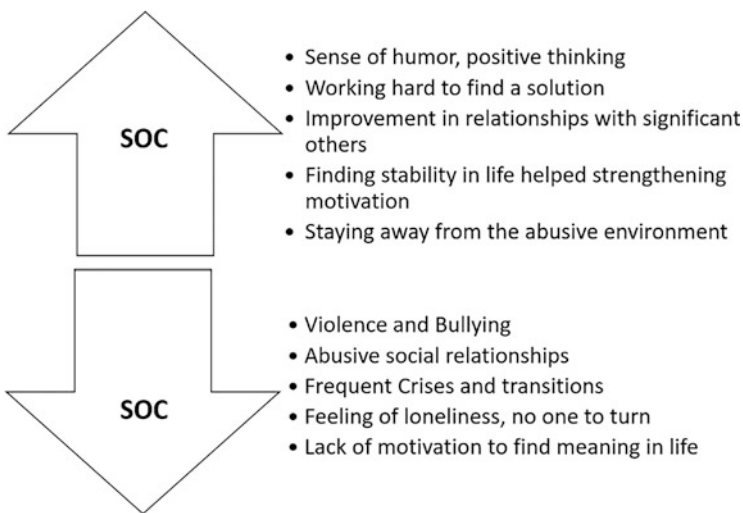 SOC
• Sense of humor, positive thinking
• Working hard to find a solution
• Improvement in relationships with significant
others
• Finding stability in life helped strengthening
motivation
• Staying away from the abusive environment
SOC
• Violence and Bullying
• Abusive social relationships
• Frequent Crises and transitions
• Feeling of loneliness, no one to turn
• Lack of motivation to find meaning in life